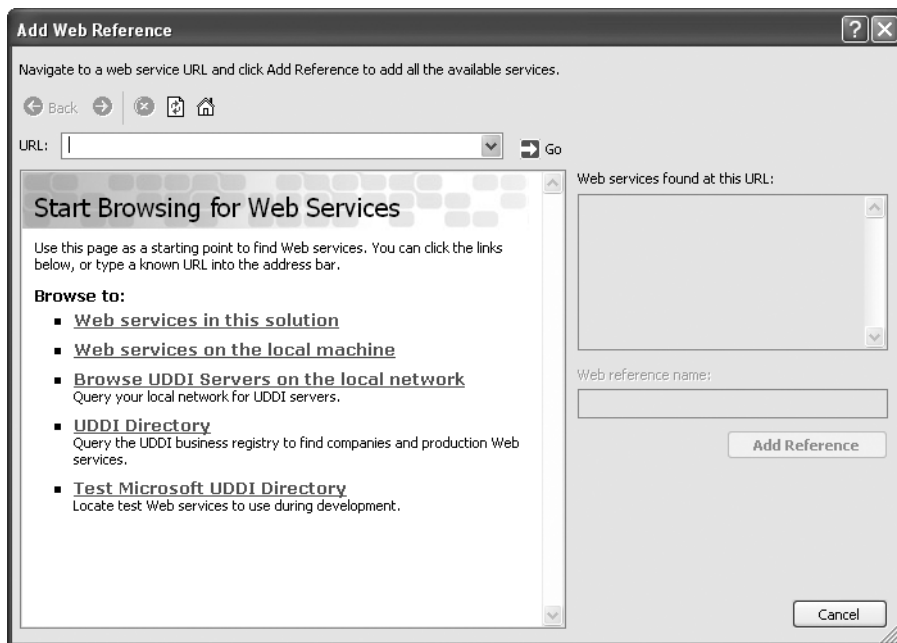 Add Web Reference
Navigate to a web service URL and click Add Reference to add all the available services.
Back
URL:
Go
Start Browsing for Web Services
Use this page as a starting point to find Web services. You can click the links
below, or type a known URL into the address bar.
Browse to:
Web services in this solution
Web services on the local machine
Browse UDDI Servers on the local network
Query your local network for UDDI servers.
UDDI Directory
Query the UDDI business registry to find companies and production Web
services.
Test Microsoft UDDI Directory
Locate test Web services to use during development.
Web services found at this URL:
Web reference name:
Add Reference
Cancel